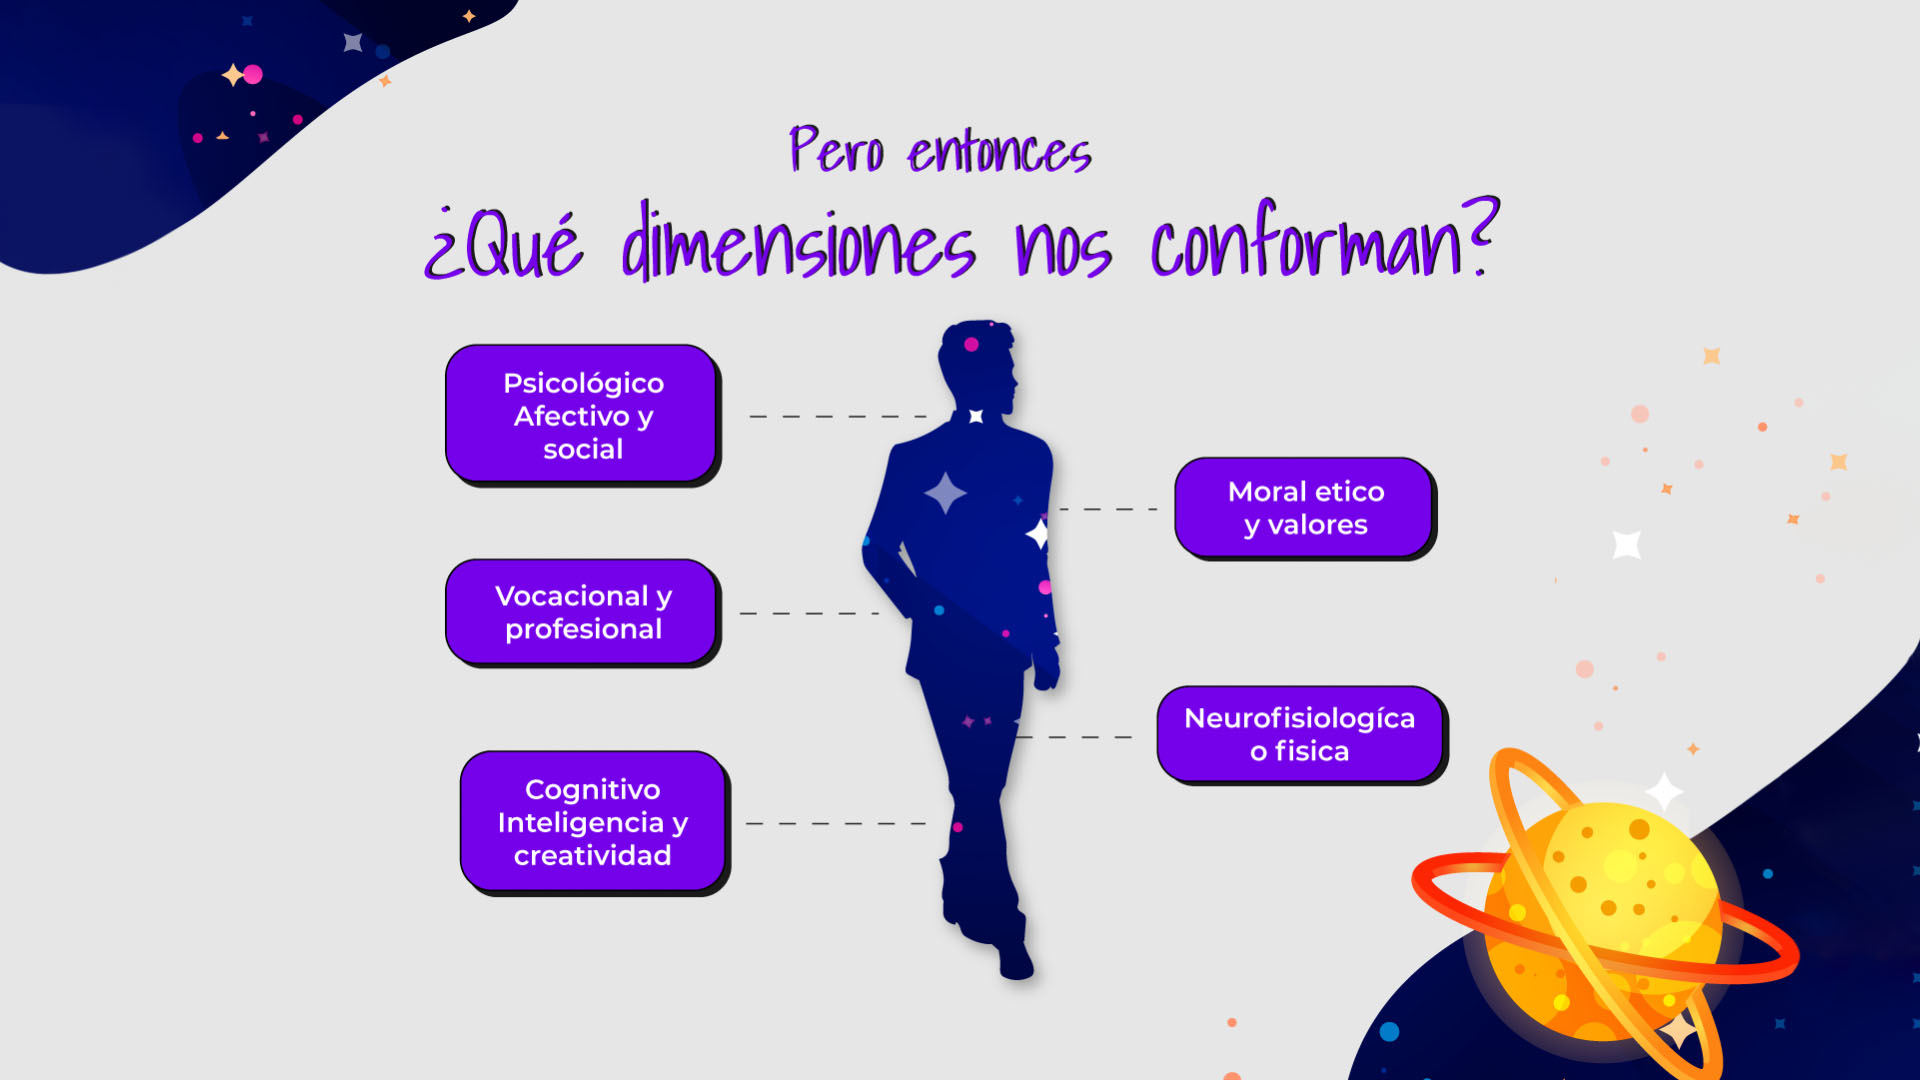 Pero entonces
¿Qué dimensiones nos conforman?
Psicológico
Afectivo y
social
Moral etico
y valores
Vocacional y
profesional
Neurofisiologíca
o fisica
Cognitivo
Inteligencia y
creatividad